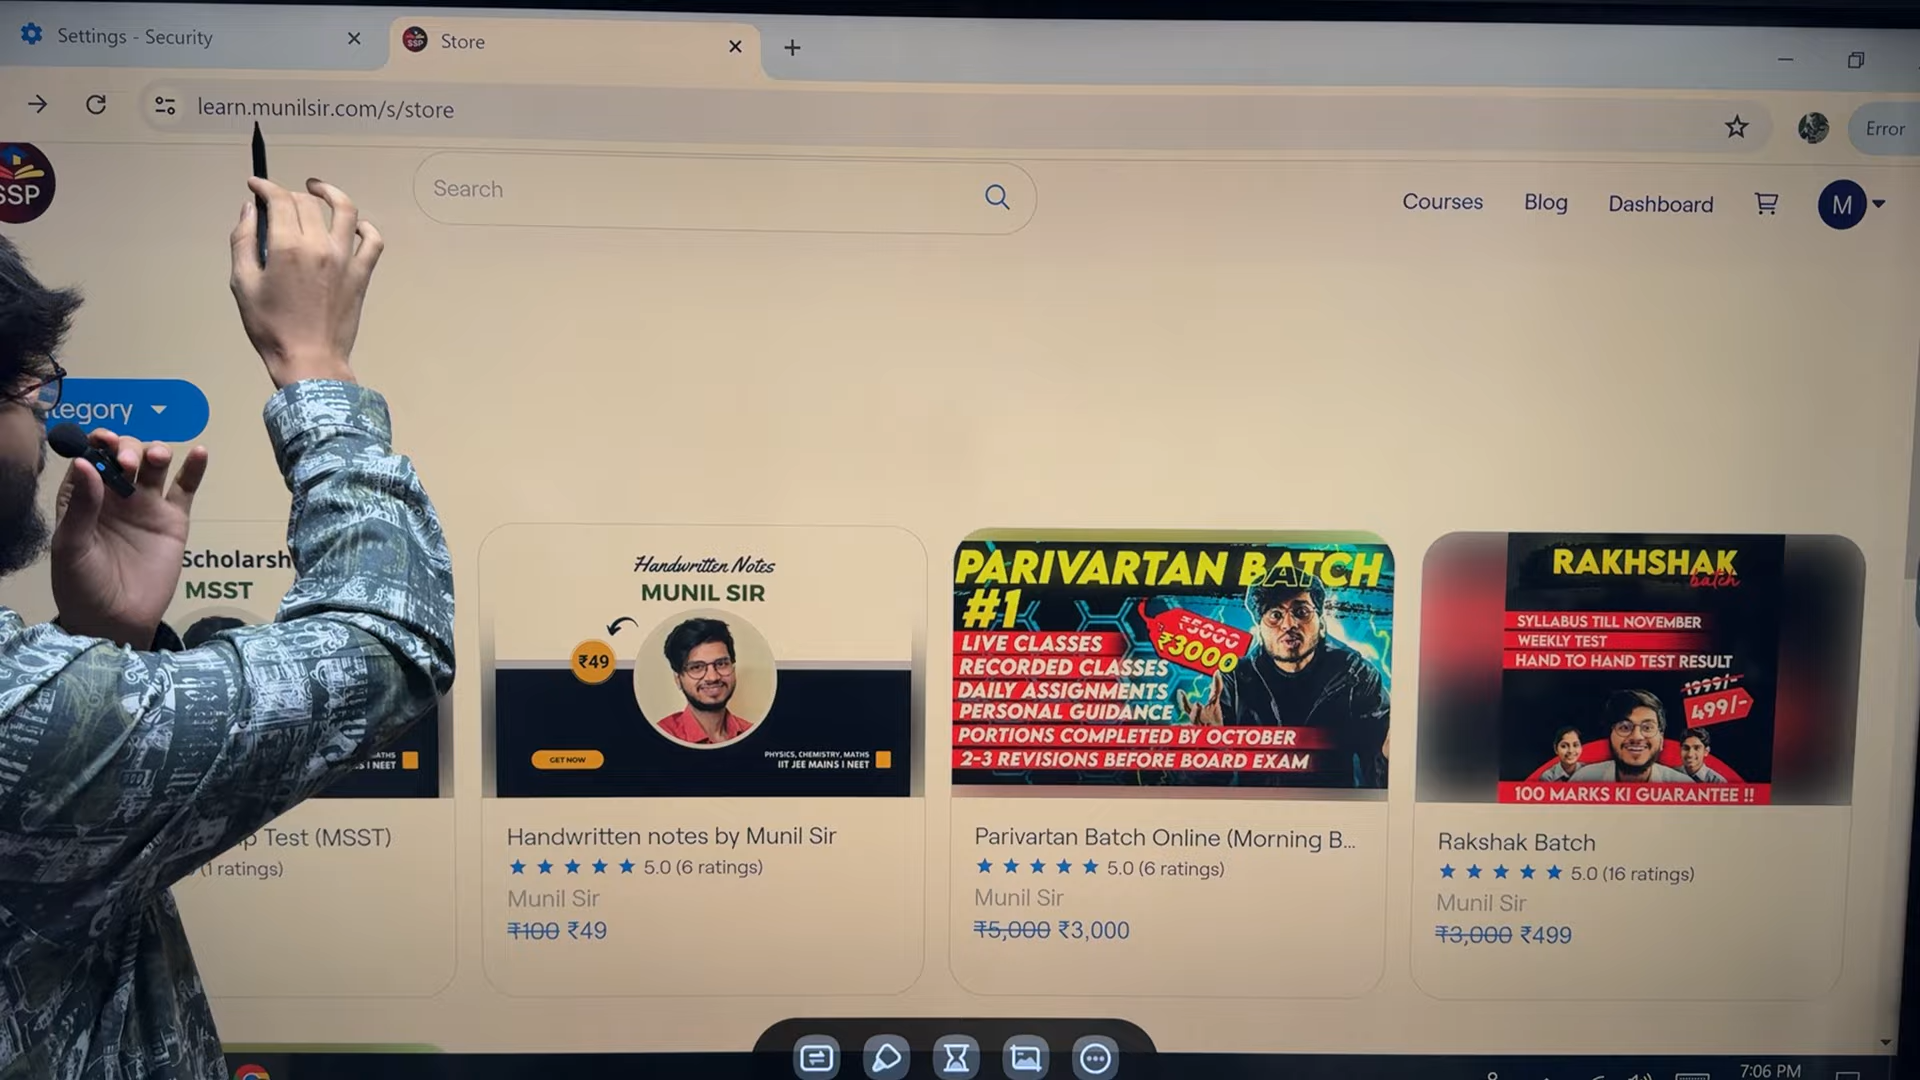 Settings - Security
Store
learn.munilsir.com/s/store
Error
SSP
Search
Courses
Blog
Dashboard
M
tegory
Scholarsh
MSST
Handwritten Notes
MUNIL SIR
₹49
GET NOW
PHYSICS, CHEMISTRY, MATHS
IIT JEE MAINS I NEET
PARIVARTAN BATCH
#1
₹5000
₹3000
LIVE CLASSES
RECORDED CLASSES
DAILY ASSIGNMENTS
PERSONAL GUIDANCE
PORTIONS COMPLETED BY OCTOBER
2-3 REVISIONS BEFORE BOARD EXAM
RAKHSHAK
batch
SYLLABUS TILL NOVEMBER
WEEKLY TEST
HAND TO HAND TEST RESULT
1999/-
499/-
100 MARKS KI GUARANTEE !!
p Test (MSST)
(1 ratings)
Handwritten notes by Munil Sir
5.0 (6 ratings)
Munil Sir
₹100 ₹49
Parivartan Batch Online (Morning B...
5.0 (6 ratings)
Munil Sir
₹5,000 ₹3,000
Rakshak Batch
5.0 (16 ratings)
Munil Sir
₹3,000 ₹499
7:06 PM